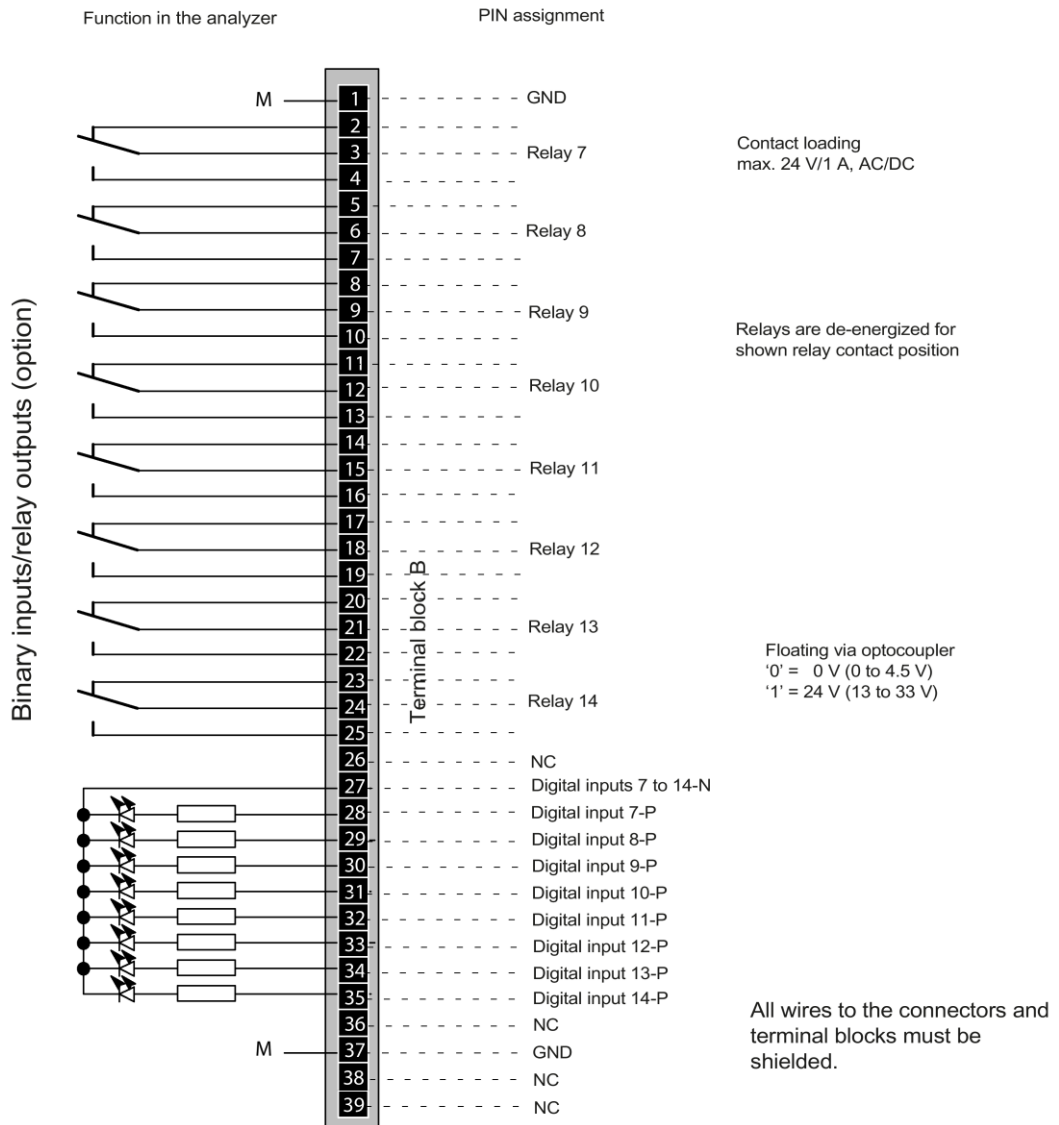 Function in the analyzer
PIN assignment
Binary inputs/relay outputs (option)
Terminal block B
M
1
GND
2
3
Relay 7
4
5
6
Relay 8
7
8
9
Relay 9
10
11
12
Relay 10
13
14
15
Relay 11
16
17
18
Relay 12
19
20
21
Relay 13
22
23
24
Relay 14
25
26
NC
27
Digital inputs 7 to 14-N
28
Digital input 7-P
29
Digital input 8-P
30
Digital input 9-P
31
Digital input 10-P
32
Digital input 11-P
33
Digital input 12-P
34
Digital input 13-P
35
Digital input 14-P
36
NC
M
37
GND
38
NC
39
NC
Contact loading
max. 24 V/1 A, AC/DC
Relays are de-energized for
shown relay contact position
Floating via optocoupler
‘0’ = 0 V (0 to 4.5 V)
‘1’ = 24 V (13 to 33 V)
All wires to the connectors and
terminal blocks must be
shielded.